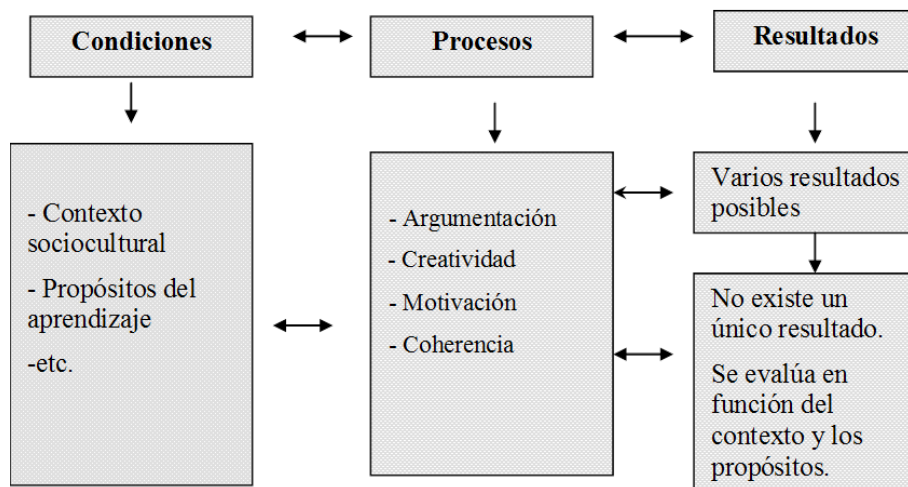 Condiciones
Procesos
Resultados
- Contexto
sociocultural
- Propósitos del
aprendizaje
-etc.
- Argumentación
- Creatividad
- Motivación
- Coherencia
Varios resultados
posibles
No existe un
único resultado.
Se evalúa en
función del
contexto y los
propósitos.